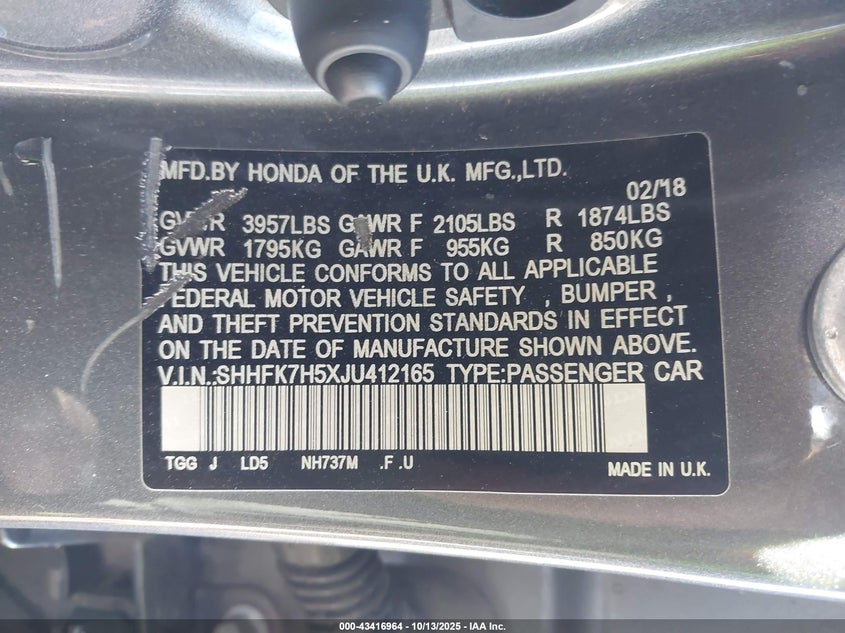 MFD.BY HONDA OF THE U.K. MFG.,LTD.
02/18
GVWR 3957LBS GAWR F 2105LBS R 1874LBS
GVWR 1795KG GAWR F 955KG R 850KG
THIS VEHICLE CONFORMS TO ALL APPLICABLE
FEDERAL MOTOR VEHICLE SAFETY , BUMPER ,
AND THEFT PREVENTION STANDARDS IN EFFECT
ON THE DATE OF MANUFACTURE SHOWN ABOVE.
V.I.N.:SHHFK7H5XJU412165 TYPE:PASSENGER CAR
TGG J LD5 NH737M .F .U
MADE IN U.K.
000-43416964 | 10/13/2025 | IAA Inc.